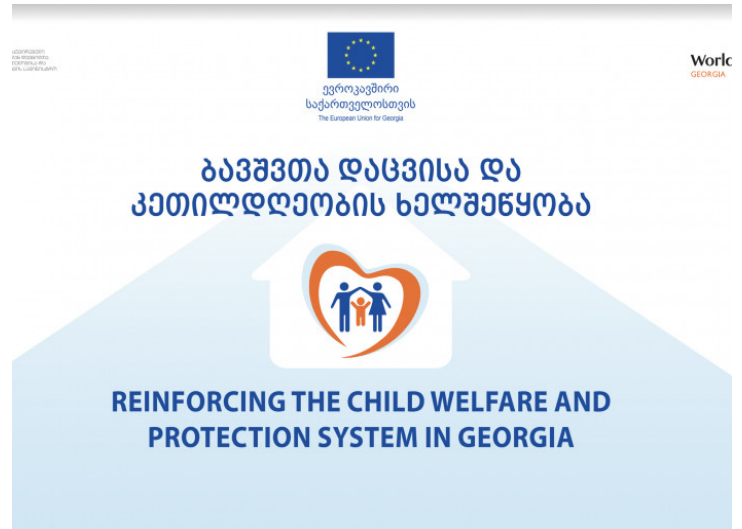 ევროკავშირი
საქართველოსთვის
The European Union for Georgia
World
GEORGIA
ბავშვთა დაცვისა და
კეთილდღეობის ხელშეწყობა
REINFORCING THE CHILD WELFARE AND
PROTECTION SYSTEM IN GEORGIA